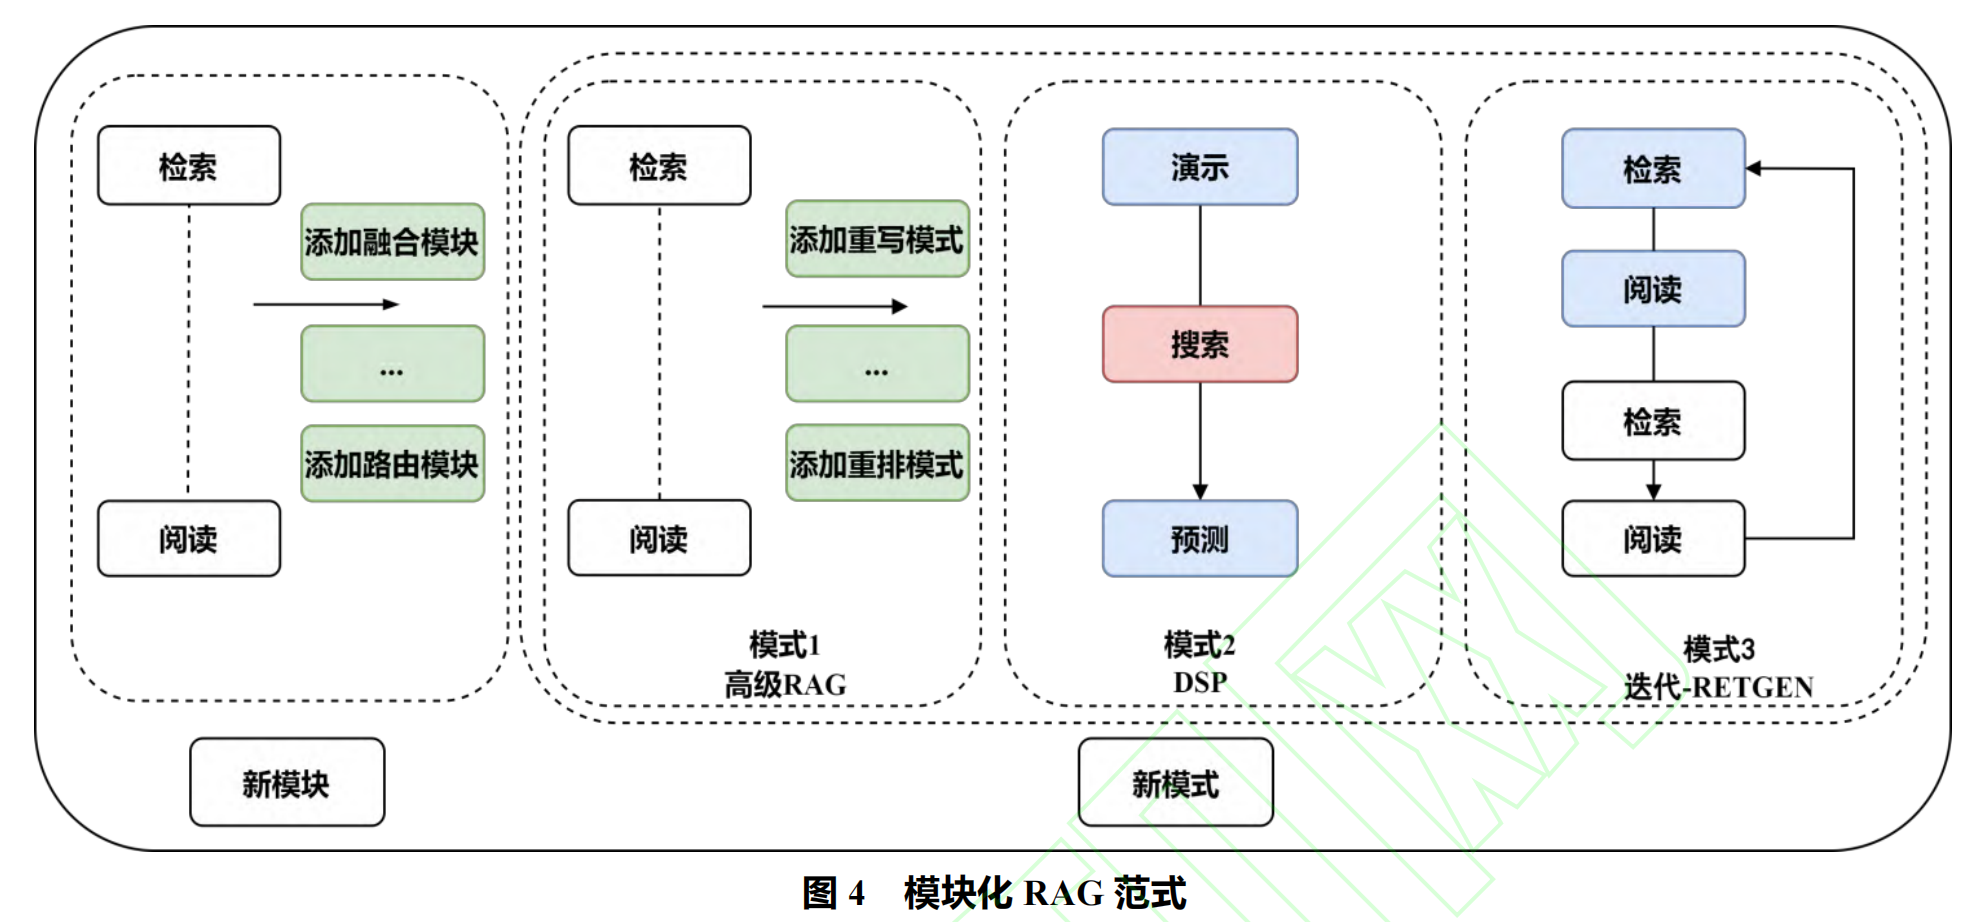 检索
添加融合模块
...
添加路由模块
阅读
检索
添加重写模式
...
添加重排模式
阅读
模式1
高级RAG
演示
搜索
预测
模式2
DSP
检索
阅读
检索
阅读
模式3
迭代-RETGEN
新模块
新模式
图 4 模块化 RAG 范式